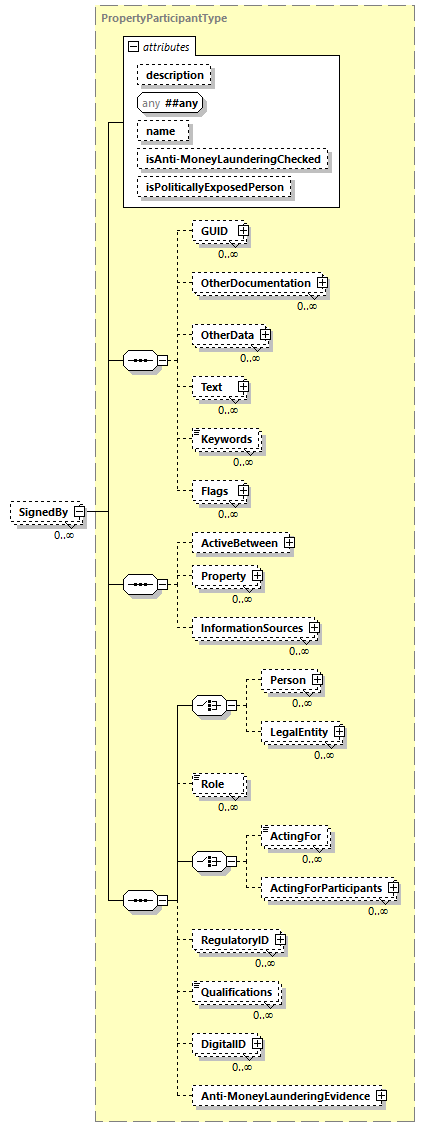 PropertyParticipantType
attributes
description
any ##any
name
isAnti-MoneyLaunderingChecked
isPoliticallyExposedPerson
GUID
0..∞
OtherDocumentation
0..∞
OtherData
0..∞
Text
0..∞
Keywords
0..∞
Flags
0..∞
SignedBy
0..∞
ActiveBetween
Property
0..∞
InformationSources
0..∞
Person
0..∞
LegalEntity
0..∞
Role
0..∞
ActingFor
0..∞
ActingForParticipants
0..∞
RegulatoryID
0..∞
Qualifications
0..∞
DigitalID
0..∞
Anti-MoneyLaunderingEvidence